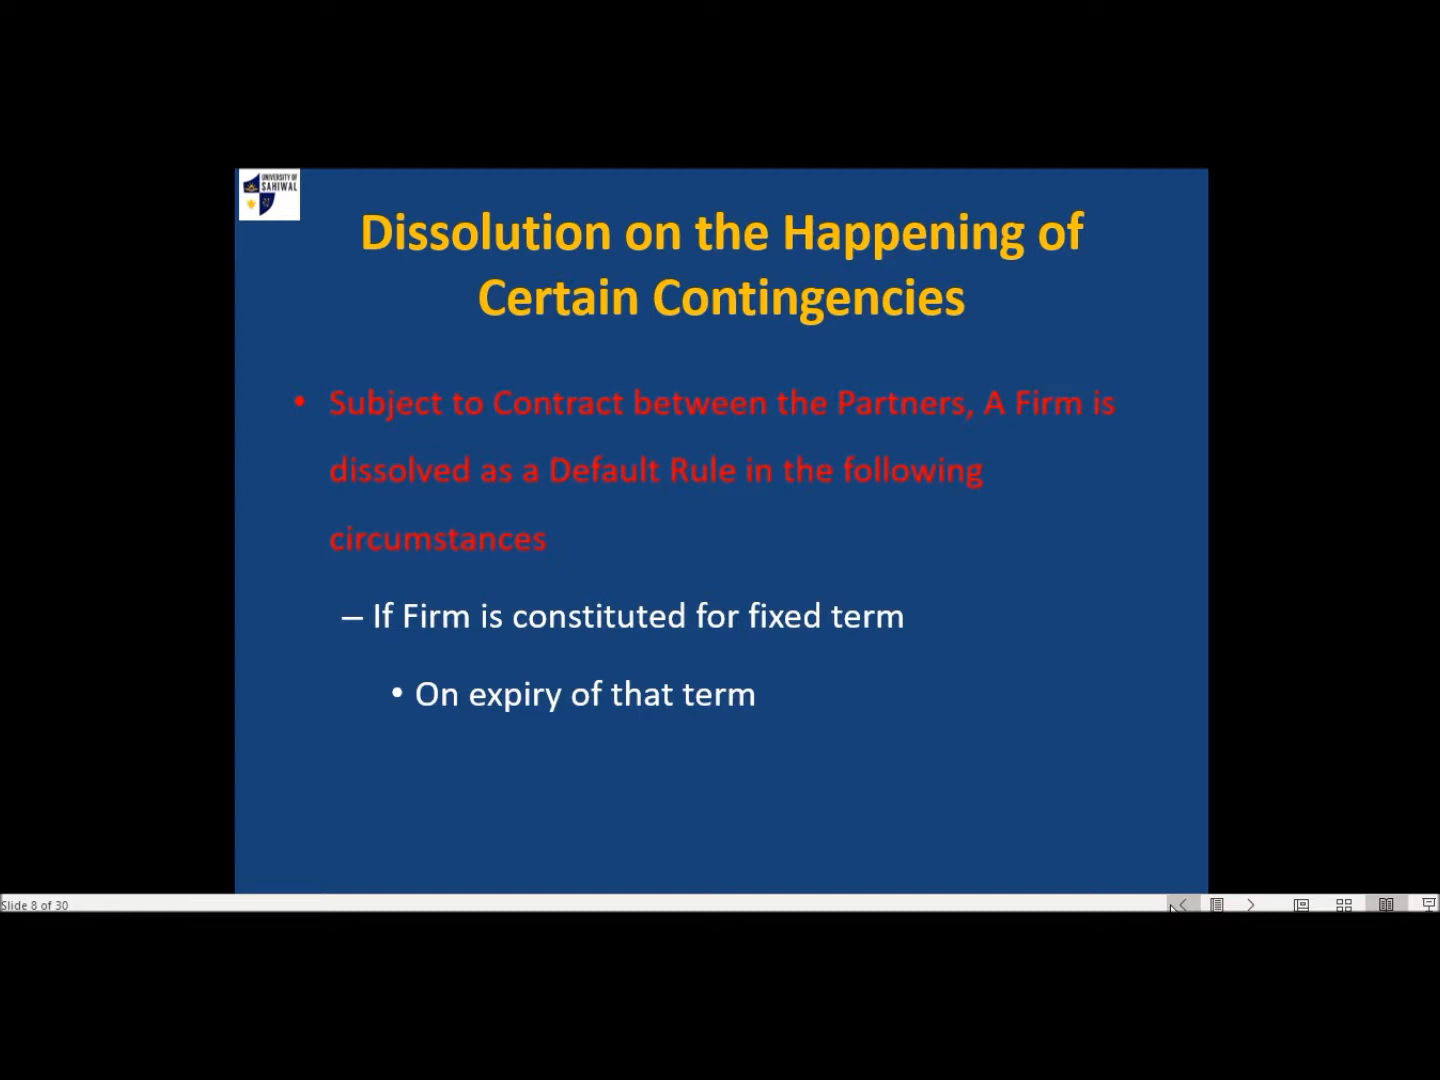 UNIVERSITY OF
SAHIWAL
Dissolution on the Happening of
Certain Contingencies
• Subject to Contract between the Partners, A Firm is
dissolved as a Default Rule in the following
circumstances
– If Firm is constituted for fixed term
• On expiry of that term
Slide 8 of 30